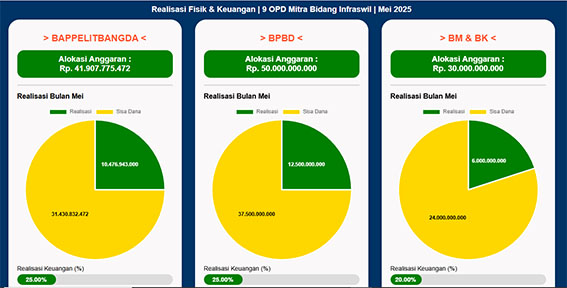 Realisasi Fisik & Keuangan | 9 OPD Mitra Bidang Infraswil | Mei 2025
> BAPPELITBANGDA <
Alokasi Anggaran :
Rp. 41.907.775.472
Realisasi Bulan Mei
Realisasi Sisa Dana
10.476.943.000
31.430.832.472
Realisasi Keuangan (%)
25.00%
> BPBD <
Alokasi Anggaran :
Rp. 50.000.000.000
Realisasi Bulan Mei
Realisasi Sisa Dana
12.500.000.000
37.500.000.000
Realisasi Keuangan (%)
25.00%
> BM & BK <
Alokasi Anggaran :
Rp. 30.000.000.000
Realisasi Bulan Mei
Realisasi Sisa Dana
6.000.000.000
24.000.000.000
Realisasi Keuangan (%)
20.00%